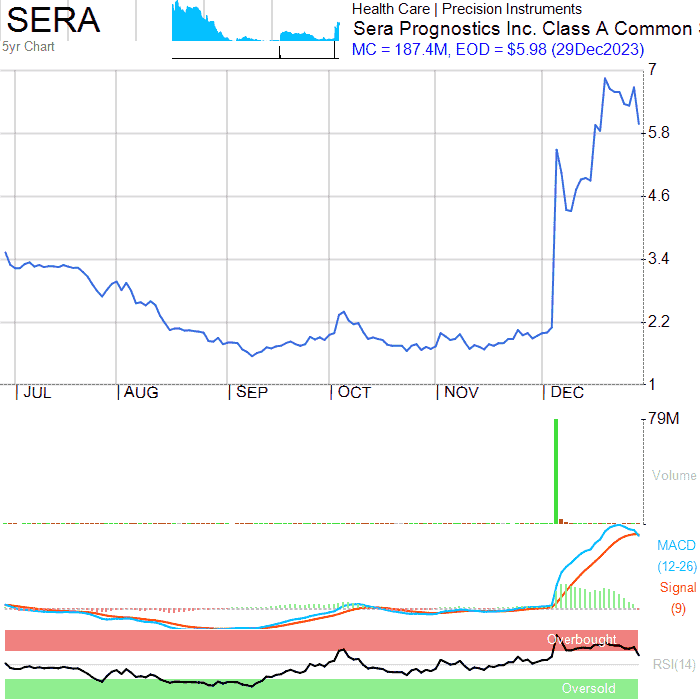 SERA
5yr Chart
Health Care | Precision Instruments
Sera Prognostics Inc. Class A Common
MC = 187.4M, EOD = $5.98 (29Dec2023)
7
5.8
4.6
3.4
2.2
1
JUL AUG SEP OCT NOV DEC
79M
Volume
MACD
(12-26)
Signal
(9)
Overbought
RSI(14)
Oversold